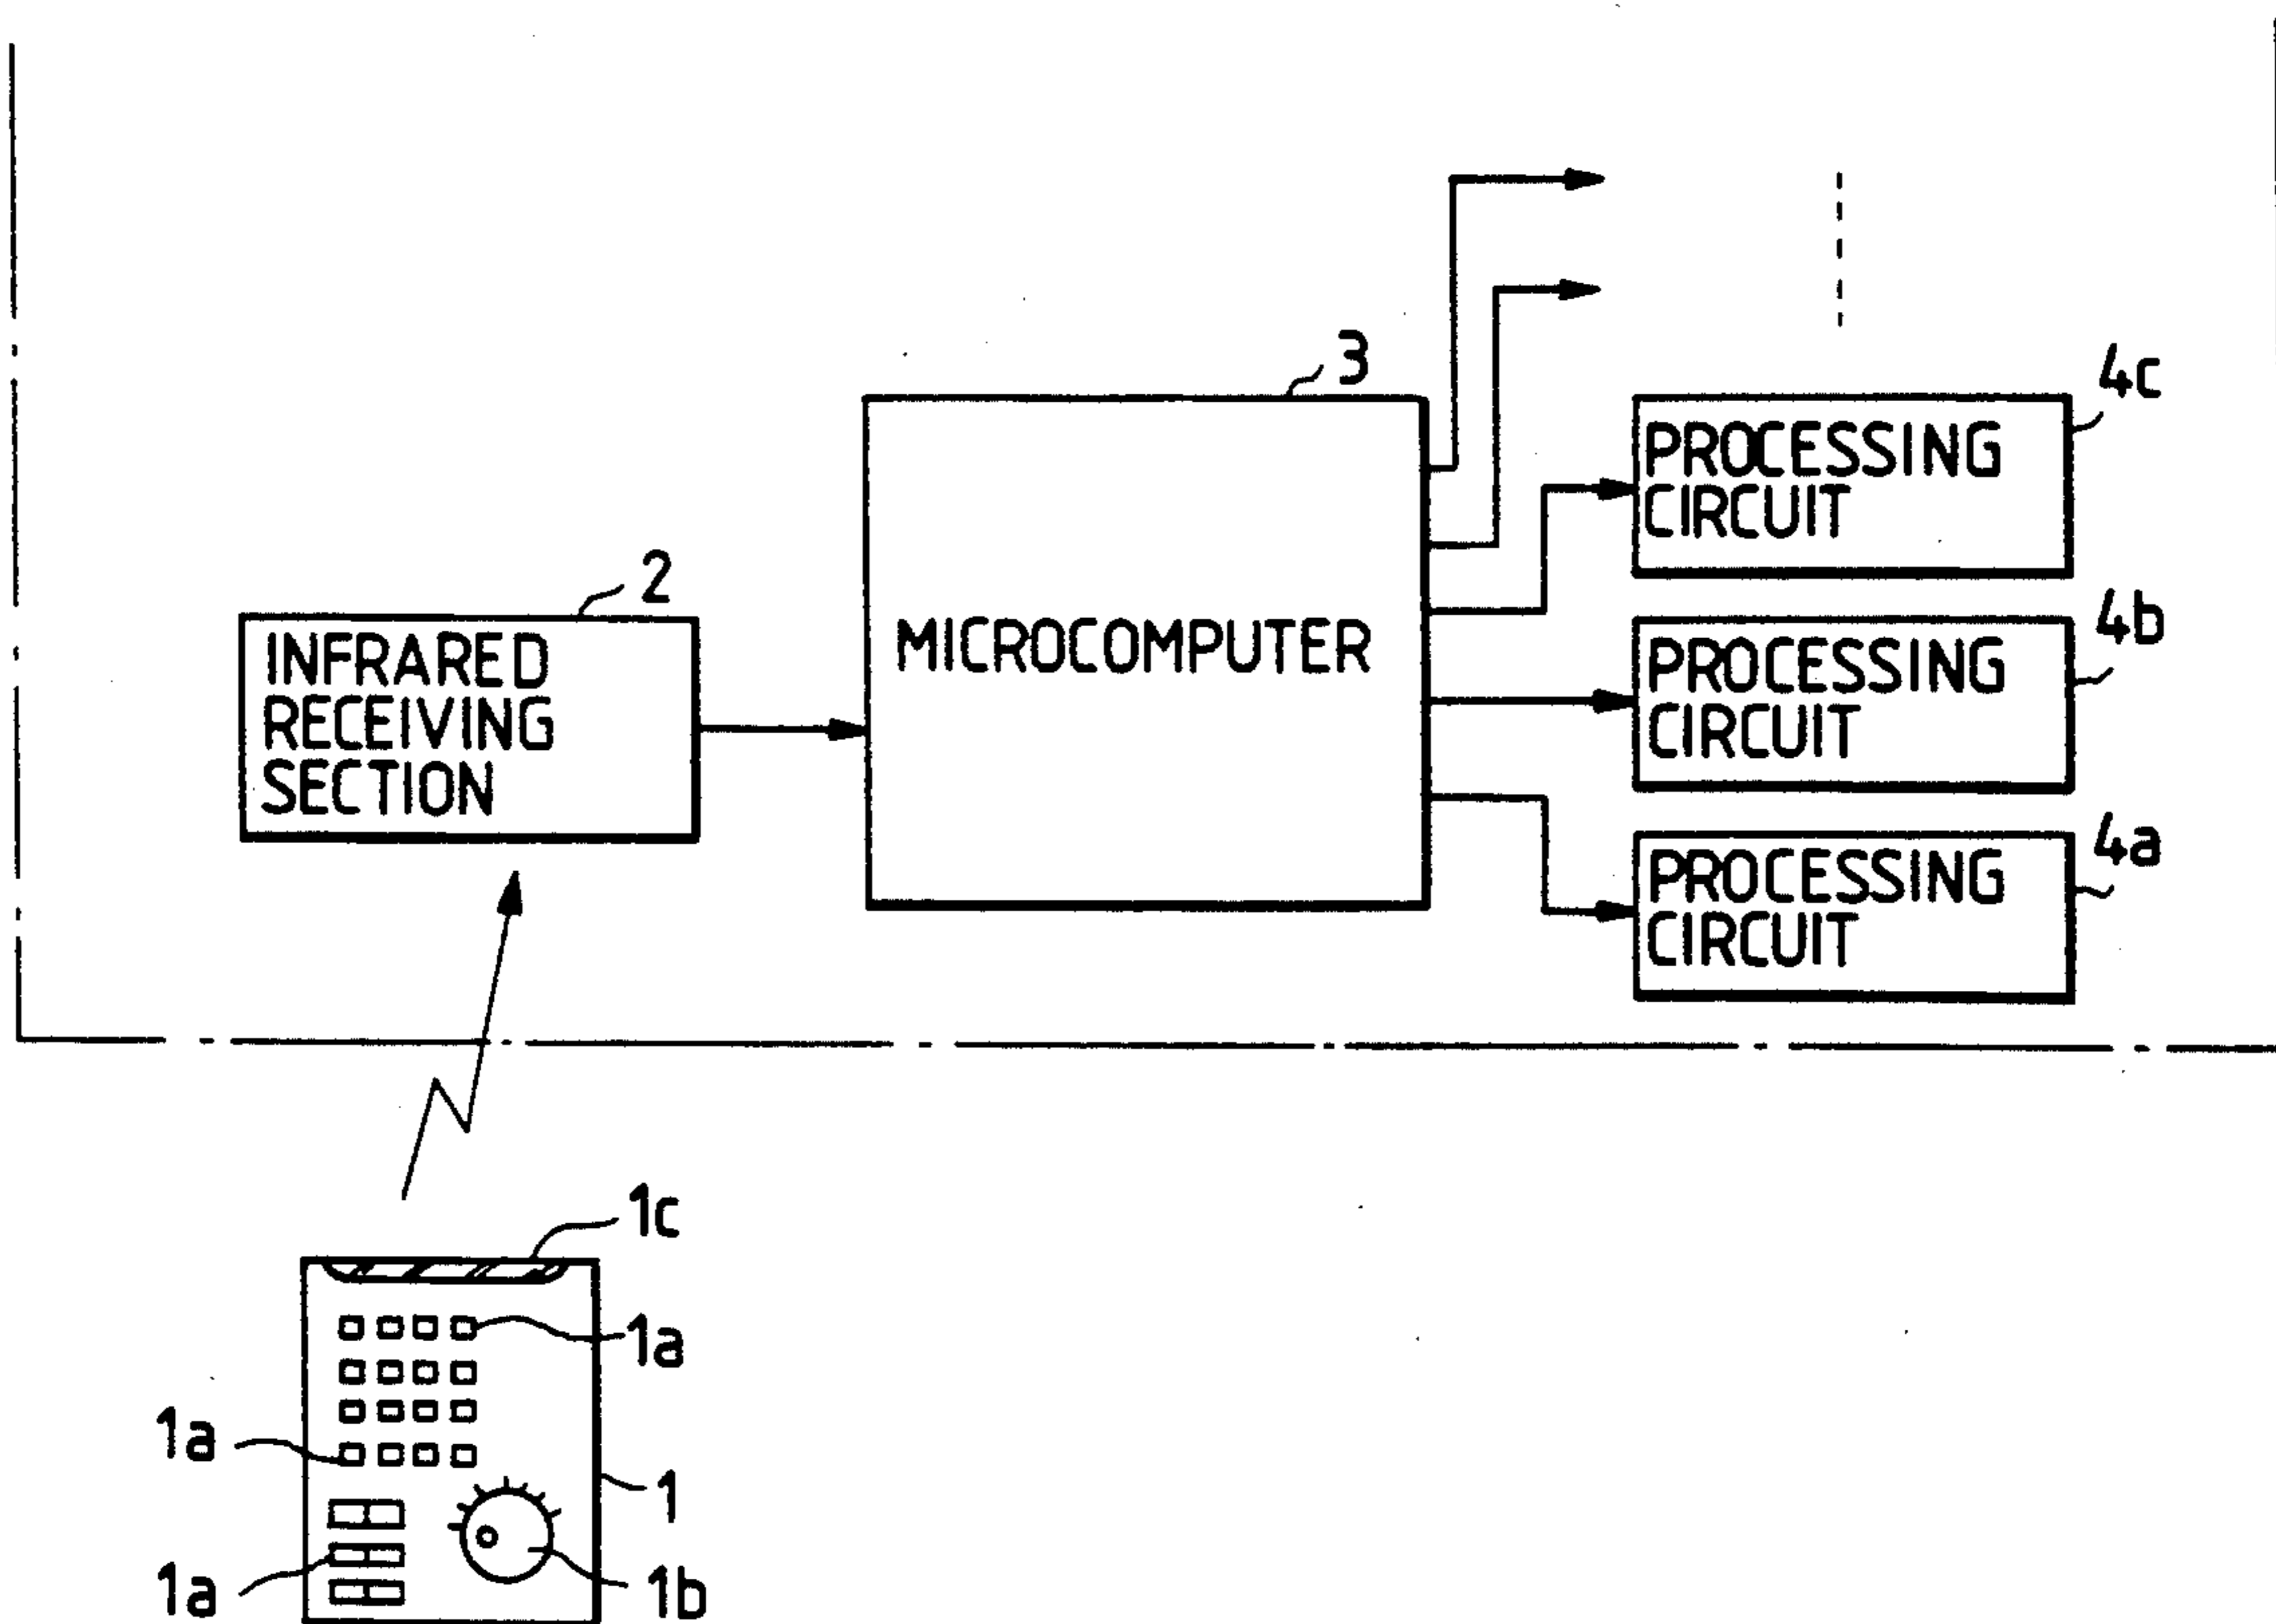 3
4c
PROCESSING
CIRCUIT
2
4b
INFRARED
RECEIVING
SECTION
MICROCOMPUTER
PROCESSING
CIRCUIT
4a
PROCESSING
CIRCUIT
1c
1a
1a
1
1a
1b